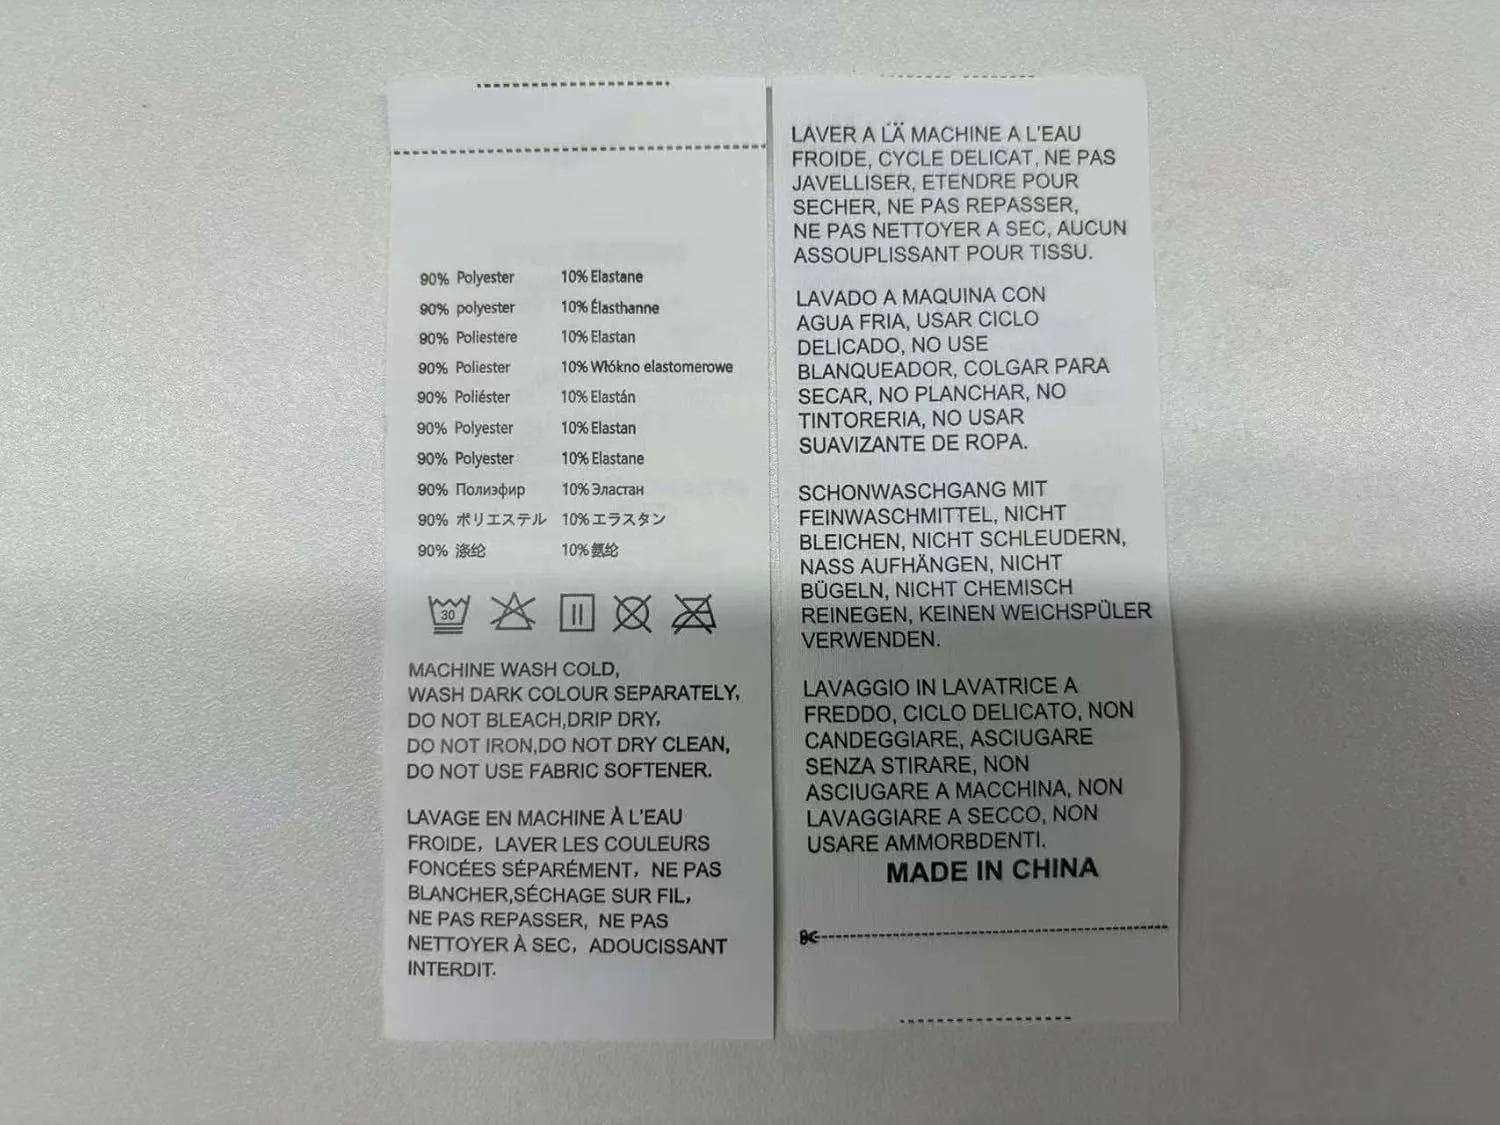 90% Polyester 10% Elastane
90% polyester 10% Élasthanne
90% Poliestere 10% Elastan
90% Poliester 10% Włókno elastomerowe
90% Poliéster 10% Elastán
90% Polyester 10% Elastan
90% Polyester 10% Elastane
90% Полиэфир 10% Эластан
90% ポリエステル 10% エラスタン
90% 涤纶 10% 氨纶
30
MACHINE WASH COLD,
WASH DARK COLOUR SEPARATELY,
DO NOT BLEACH,DRIP DRY,
DO NOT IRON,DO NOT DRY CLEAN,
DO NOT USE FABRIC SOFTENER.
LAVAGE EN MACHINE À L'EAU
FROIDE, LAVER LES COULEURS
FONCÉES SÉPARÉMENT, NE PAS
BLANCHER,SÉCHAGE SUR FIL,
NE PAS REPASSER, NE PAS
NETTOYER À SEC, ADOUCISSANT
INTERDIT.
LAVER A LÄ MACHINE A L'EAU
FROIDE, CYCLE DELICAT, NE PAS
JAVELLISER, ETENDRE POUR
SECHER, NE PAS REPASSER,
NE PAS NETTOYER A SEC, AUCUN
ASSOUPLISSANT POUR TISSU.
LAVADO A MAQUINA CON
AGUA FRIA, USAR CICLO
DELICADO, NO USE
BLANQUEADOR, COLGAR PARA
SECAR, NO PLANCHAR, NO
TINTORERIA, NO USAR
SUAVIZANTE DE ROPA.
SCHONWASCHGANG MIT
FEINWASCHMITTEL, NICHT
BLEICHEN, NICHT SCHLEUDERN,
NASS AUFHÄNGEN, NICHT
BÜGELN, NICHT CHEMISCH
REINEGEN, KEINEN WEICHSPÜLER
VERWENDEN.
LAVAGGIO IN LAVATRICE A
FREDDO, CICLO DELICATO, NON
CANDEGGIARE, ASCIUGARE
SENZA STIRARE, NON
ASCIUGARE A MACCHINA, NON
LAVAGGIARE A SECCO, NON
USARE AMMORBDENTI.
MADE IN CHINA